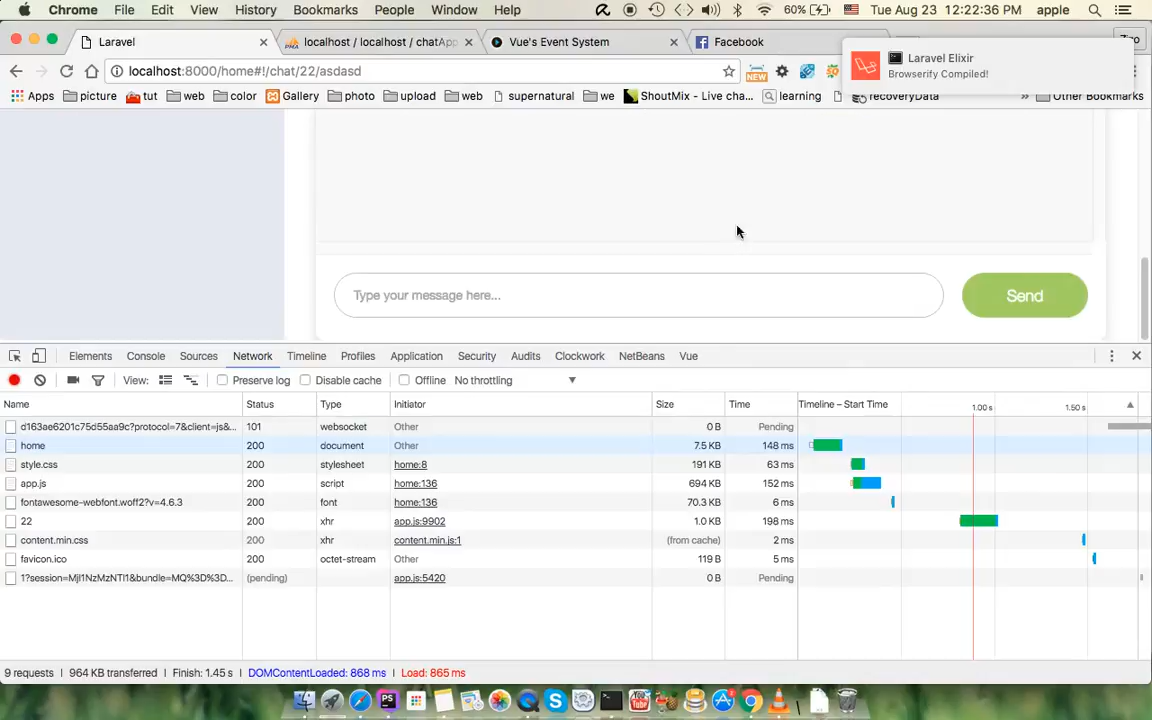 Chrome File Edit View History Bookmarks People Window Help 60% Tue Aug 23 12:22:36 PM apple
Laravel localhost / localhost / chatApp Vue's Event System Facebook
Laravel Elixir
Browserify Compiled!
localhost:8000/home#!/chat/22/asdasd NEW
Apps picture tut web color Gallery photo upload web supernatural we ShoutMix - Live cha... learning recoveryData » Other Bookmarks
Type your message here...
Send
Elements Console Sources Network Timeline Profiles Application Security Audits Clockwork NetBeans Vue
View: Preserve log Disable cache Offline No throttling
Name Status Type Initiator Size Time Timeline – Start Time 1.00 s 1.50 s
d163ae6201c75d55aa9c?protocol=7&client=js&... 101 websocket Other 0 B Pending
home 200 document Other 7.5 KB 148 ms
style.css 200 stylesheet home:8 191 KB 63 ms
app.js 200 script home:136 694 KB 152 ms
fontawesome-webfont.woff2?v=4.6.3 200 font home:136 70.3 KB 6 ms
22 200 xhr app.js:9902 1.0 KB 198 ms
content.min.css 200 xhr content.min.js:1 (from cache) 2 ms
favicon.ico 200 octet-stream Other 119 B 5 ms
1?session=MjI1NzMzNTI1&bundle=MQ%3D%3D... (pending) app.js:5420 0 B Pending
9 requests | 964 KB transferred | Finish: 1.45 s | DOMContentLoaded: 868 ms | Load: 865 ms